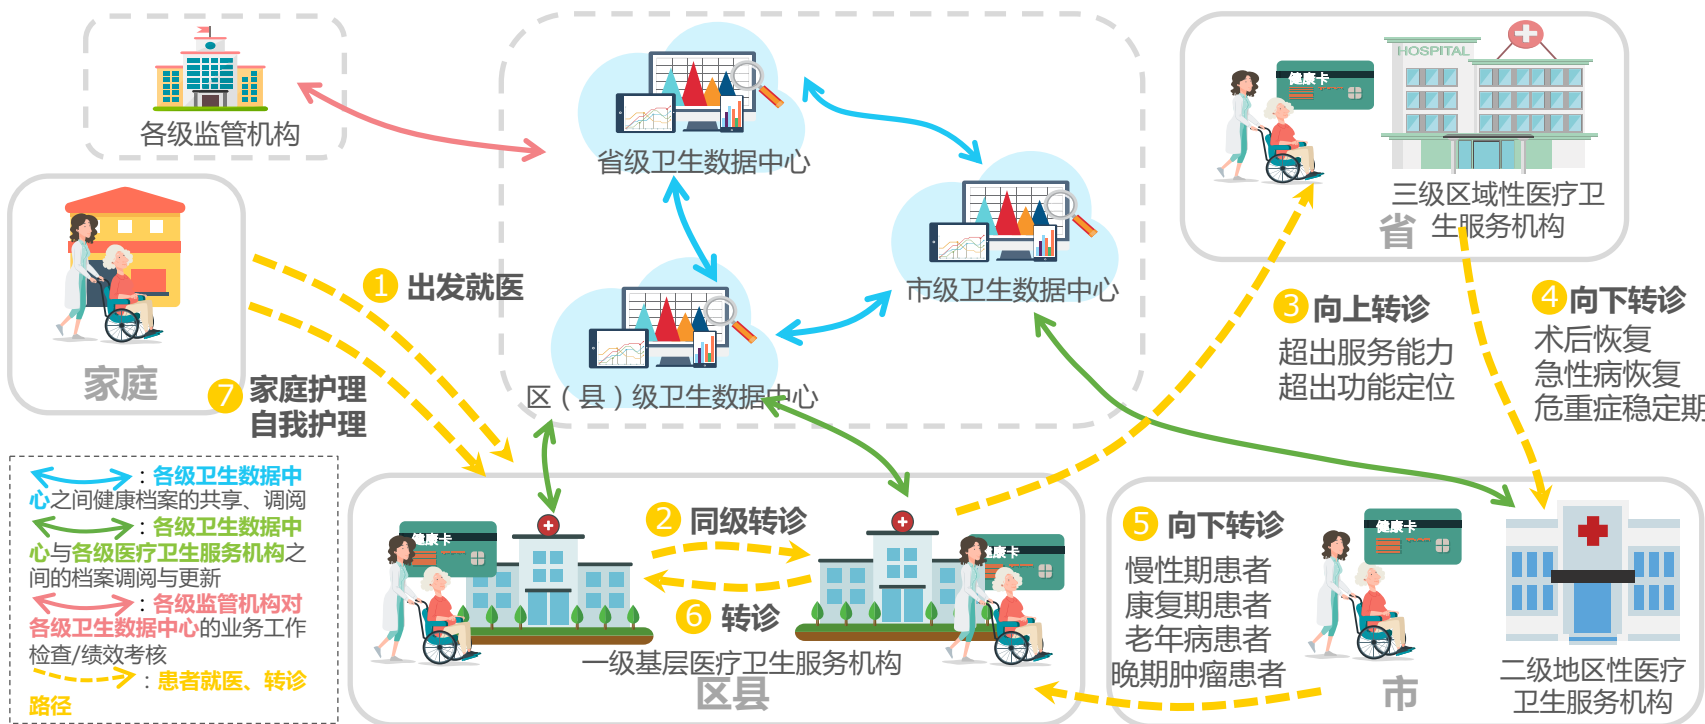 各级监管机构
省级卫生数据中心
市级卫生数据中心
区（县）级卫生数据中心
健康卡
HOSPITAL
三级区域性医疗卫
生服务机构
省
家庭
1 出发就医
7 家庭护理
自我护理
3 向上转诊
超出服务能力
超出功能定位
4 向下转诊
术后恢复
急性病恢复
危重症稳定期
：各级卫生数据中
心之间健康档案的共享、调阅
：各级卫生数据中
心与各级医疗卫生服务机构之
间的档案调阅与更新
：各级监管机构对
各级卫生数据中心的业务工作
检查/绩效考核
：患者就医、转诊
路径
健康卡
2 同级转诊
6 转诊
健康卡
一级基层医疗卫生服务机构
区县
5 向下转诊
慢性期患者
康复期患者
老年病患者
晚期肿瘤患者
健康卡
市
二级地区性医疗
卫生服务机构